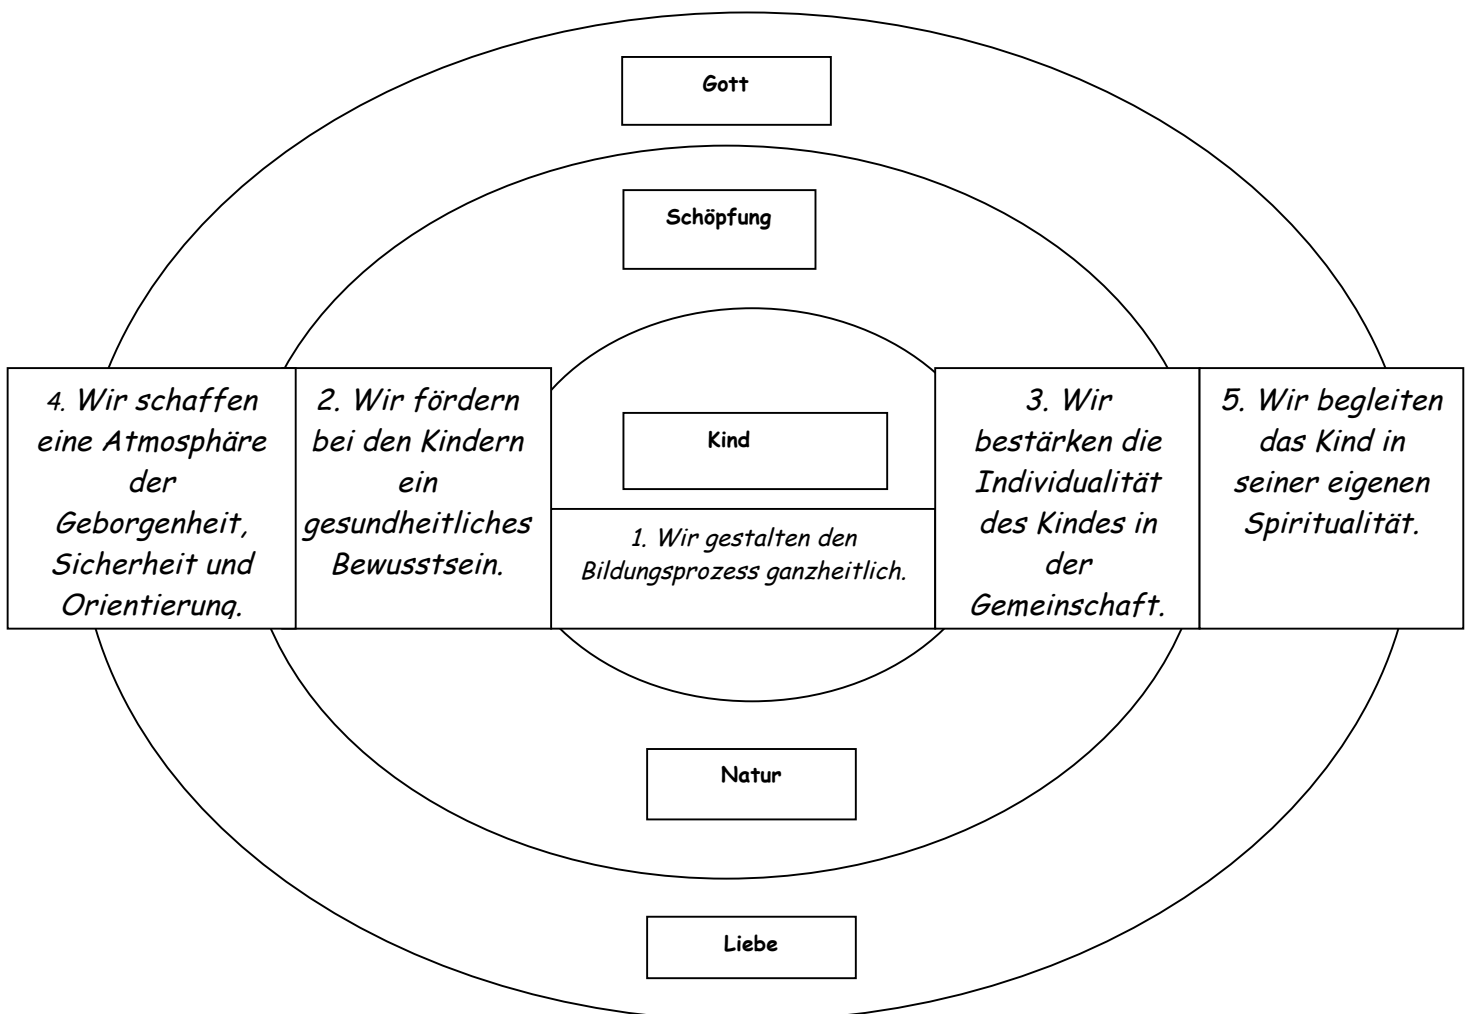 Gott
Schöpfung
Kind
4. Wir schaffen
eine Atmosphäre
der
Geborgenheit,
Sicherheit und
Orientierung.
2. Wir fördern
bei den Kindern
ein
gesundheitliches
Bewusstsein.
1. Wir gestalten den
Bildungsprozess ganzheitlich.
3. Wir
bestärken die
Individualität
des Kindes in
der
Gemeinschaft.
5. Wir begleiten
das Kind in
seiner eigenen
Spiritualität.
Natur
Liebe